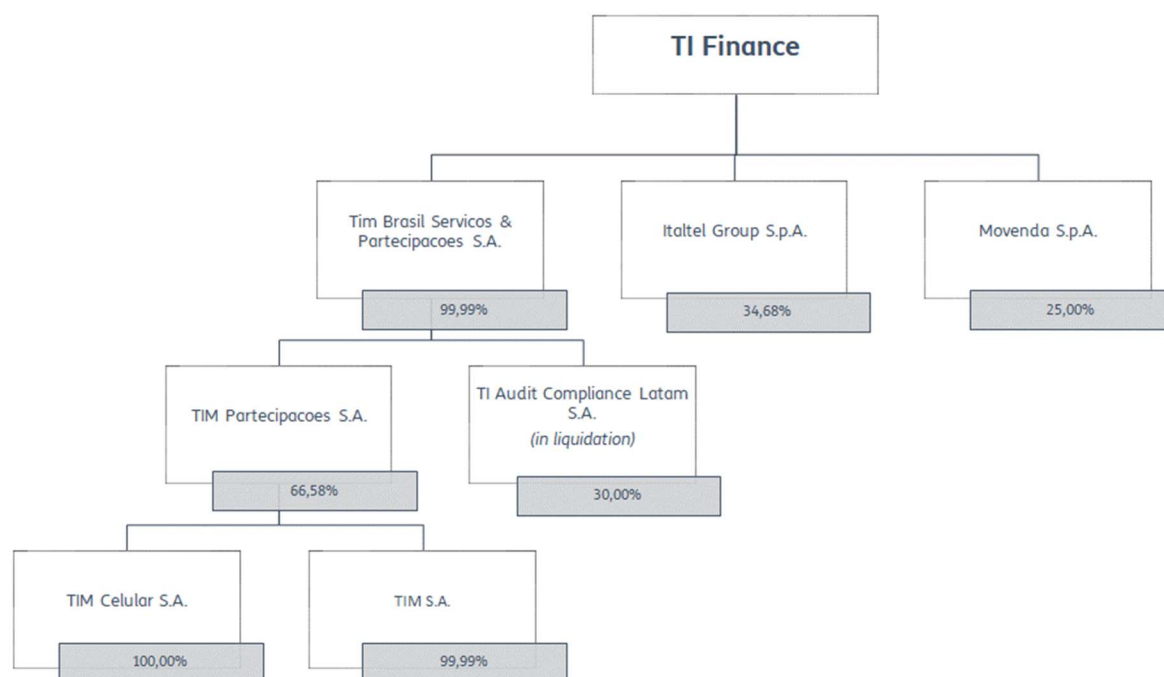 TI Finance
Tim Brasil Servicos &
Partecipacoes S.A.
99,99%
Italtel Group S.p.A.
34,68%
Movenda S.p.A.
25,00%
TIM Partecipacoes S.A.
66,58%
TI Audit Compliance Latam
S.A.
(in liquidation)
30,00%
TIM Celular S.A.
100,00%
TIM S.A.
99,99%